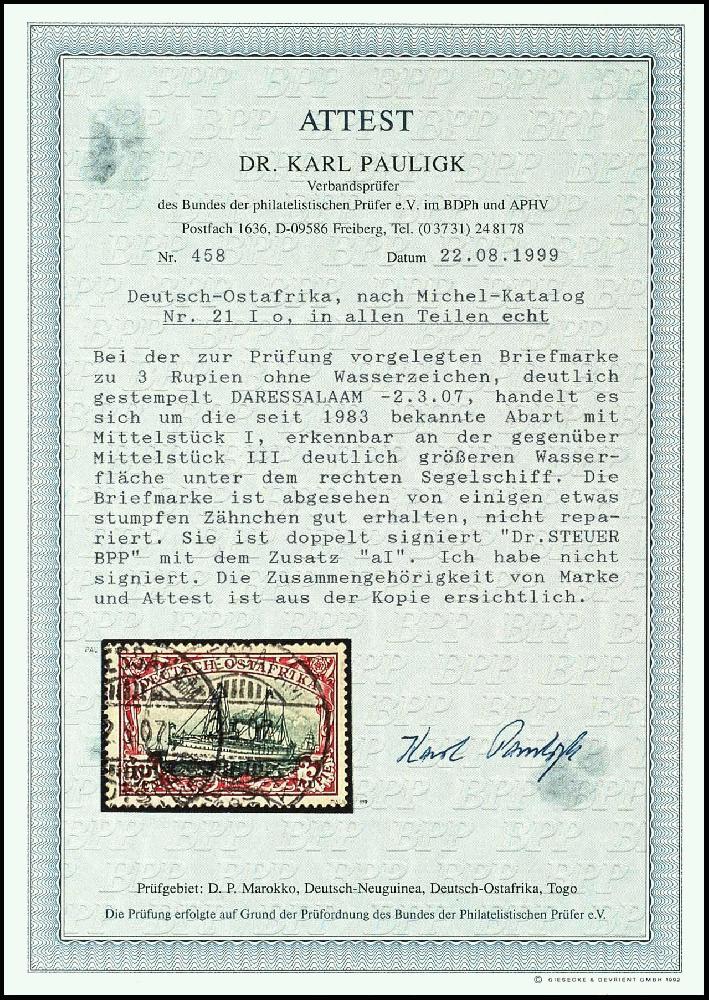 ATTEST
DR. KARL PAULIGK
Verbandsprüfer
des Bundes der philatelistischen Prüfer e.V. im BDPh und APHV
Postfach 1636, D-09586 Freiberg, Tel. (0 37 31) 24 81 78
Nr. 458 Datum 22.08.1999
Deutsch-Ostafrika, nach Michel-Katalog
Nr. 21 I o, in allen Teilen echt
Bei der zur Prüfung vorgelegten Briefmarke
zu 3 Rupien ohne Wasserzeichen, deutlich
gestempelt DARESSALAAM -2.3.07, handelt es
sich um die seit 1983 bekannte Abart mit
Mittelstück I, erkennbar an der gegenüber
Mittelstück III deutlich größeren Wasser-
fläche unter dem rechten Segelschiff. Die
Briefmarke ist abgesehen von einigen etwas
stumpfen Zähnchen gut erhalten, nicht repa-
riert. Sie ist doppelt signiert "Dr.STEUER
BPP" mit dem Zusatz "aI". Ich habe nicht
signiert. Die Zusammengehörigkeit von Marke
und Attest ist aus der Kopie ersichtlich.
DEUTSCH-OSTAFRIKA
Karl Pauligk
Prüfgebiet: D. P. Marokko, Deutsch-Neuguinea, Deutsch-Ostafrika, Togo
Die Prüfung erfolgte auf Grund der Prüfordnung des Bundes der Philatelistischen Prüfer e.V.
© GIESECKE & DEVRIENT GMBH 1992